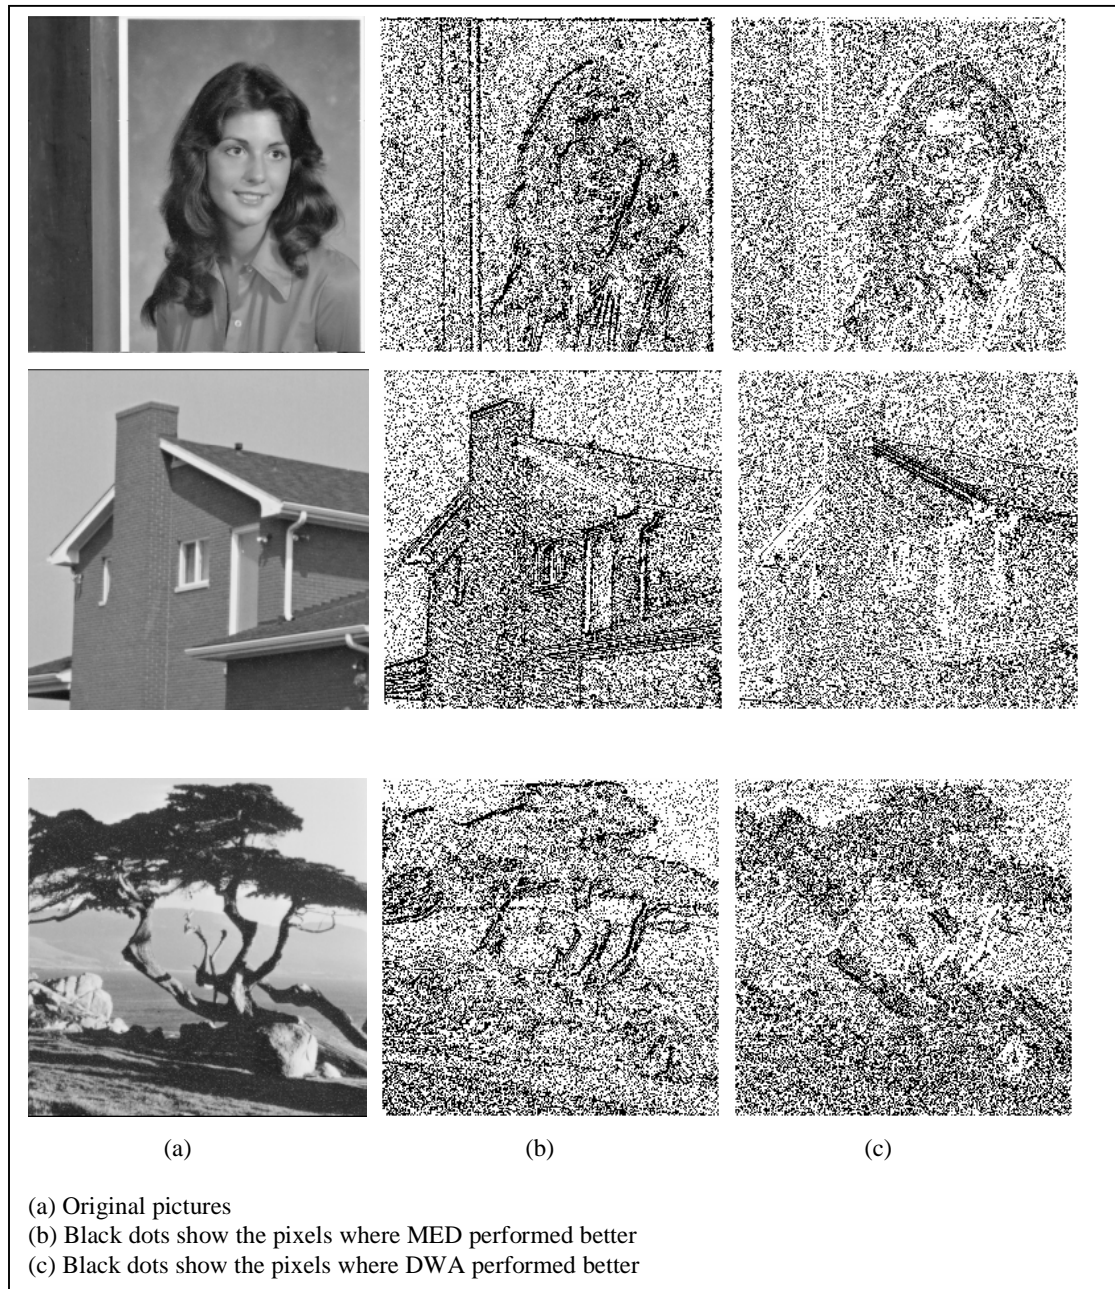 (a) (b) (c)
(a) Original pictures
(b) Black dots show the pixels where MED performed better
(c) Black dots show the pixels where DWA performed better